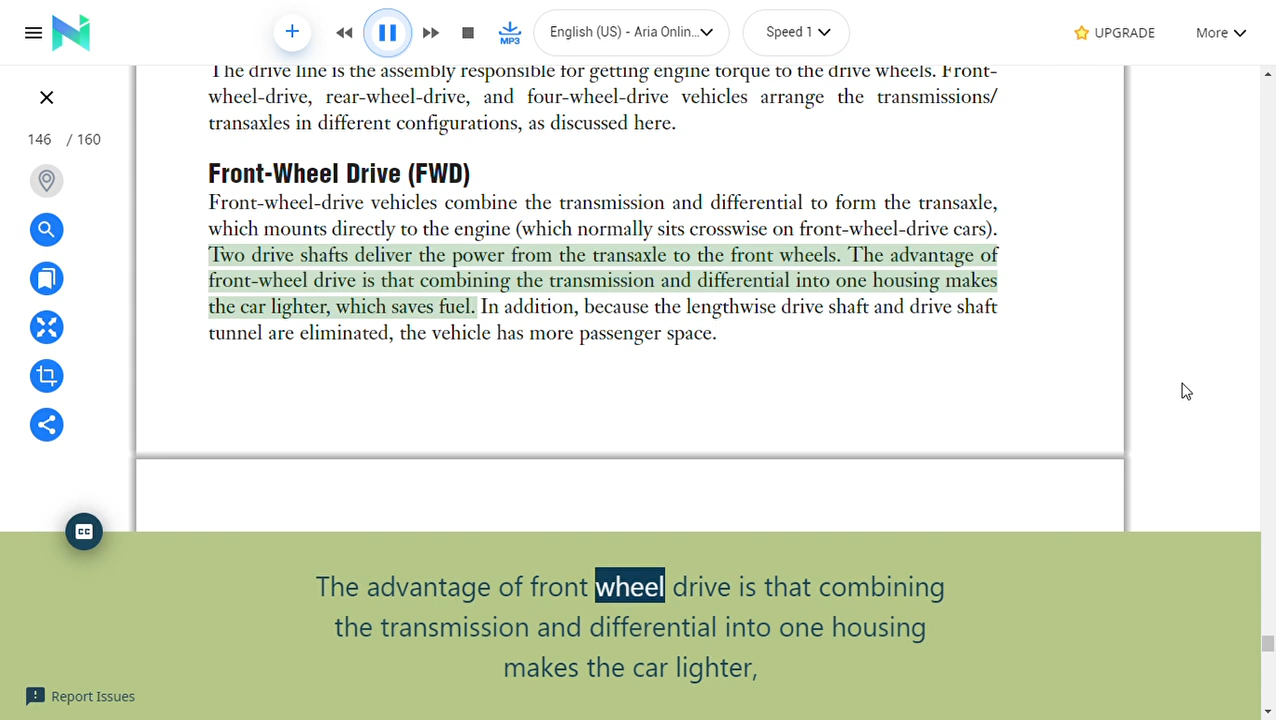 English (US) - Aria Onlin...
Speed 1
UPGRADE
More
MP3
146 / 160
The drive line is the assembly responsible for getting engine torque to the drive wheels. Front-
wheel-drive, rear-wheel-drive, and four-wheel-drive vehicles arrange the transmissions/
transaxles in different configurations, as discussed here.
Front-Wheel Drive (FWD)
Front-wheel-drive vehicles combine the transmission and differential to form the transaxle,
which mounts directly to the engine (which normally sits crosswise on front-wheel-drive cars).
Two drive shafts deliver the power from the transaxle to the front wheels. The advantage of
front-wheel drive is that combining the transmission and differential into one housing makes
the car lighter, which saves fuel. In addition, because the lengthwise drive shaft and drive shaft
tunnel are eliminated, the vehicle has more passenger space.
CC
The advantage of front wheel drive is that combining
the transmission and differential into one housing
makes the car lighter,
Report Issues